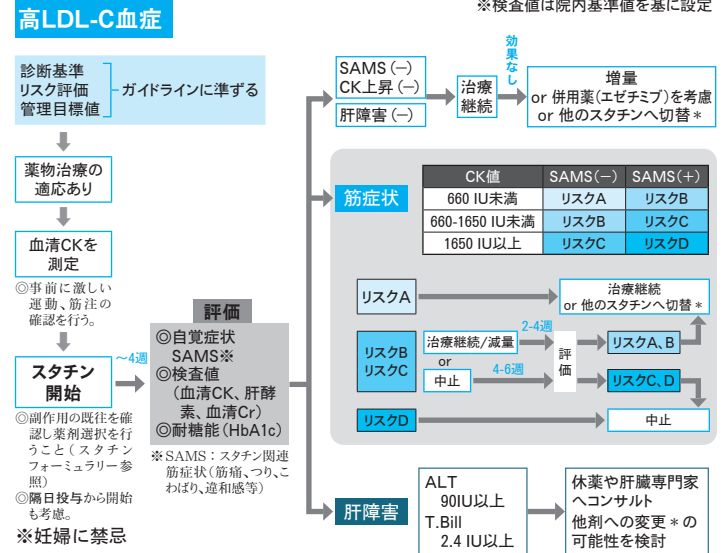 ※検査値は院内基準値を基に設定
高LDL-C血症
診断基準
リスク評価
管理目標値
ガイドラインに準ずる
薬物治療の
適応あり
血清CKを
測定
◎事前に激しい
運動、筋注の
確認を行う。
スタチン
開始
◎副作用の既往を確
認し薬剤選択を行
うこと（スタチン
フォーミュラリー参
照）
◎隔日投与から開始
も考慮。
※妊婦に禁忌
～4週
評価
◎自覚症状
SAMS※
◎検査値
（血清CK、肝酵
素、血清Cr）
◎耐糖能（HbA1c）
※SAMS：スタチン関連
筋症状（筋痛、つり、こ
わばり、違和感等）
SAMS（−）
CK上昇（−）
肝障害（−）
治療
継続
効果なし
増量
or 併用薬（エゼチミブ）を考慮
or 他のスタチンへ切替＊
筋症状
CK値 SAMS（−） SAMS（+）
660 IU未満 リスクA リスクB
660-1650 IU未満 リスクB リスクC
1650 IU以上 リスクC リスクD
リスクA
治療継続
or 他のスタチンへ切替＊
リスクB
リスクC
治療継続/減量
or
中止
2-4週
4-6週
評価
リスクA、B
リスクC、D
リスクD
中止
肝障害
ALT
90IU以上
T.Bill
2.4 IU以上
休薬や肝臓専門家
へコンサルト
他剤への変更＊の
可能性を検討